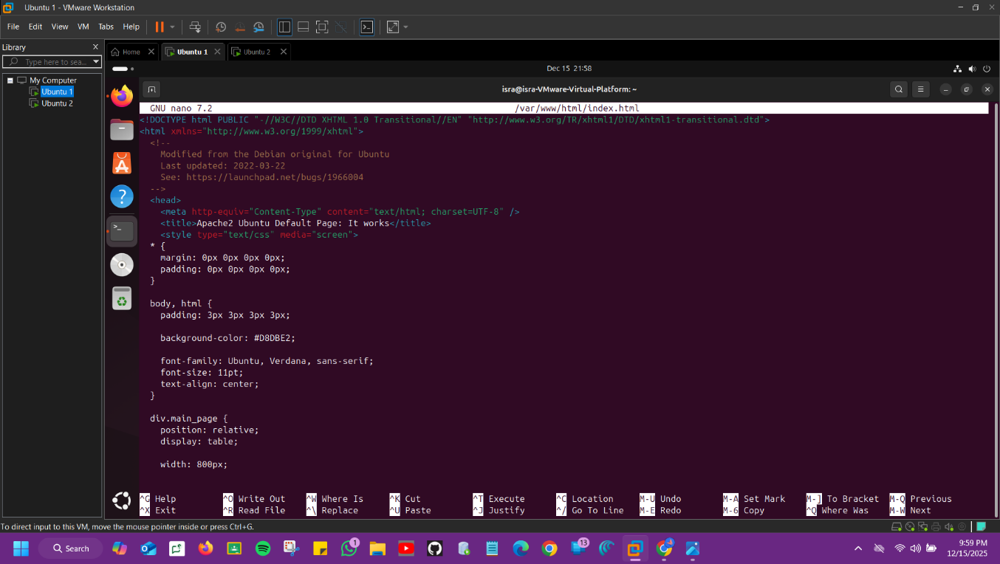 Ubuntu 1 - VMware Workstation
File Edit View VM Tabs Help
Library
Type here to sea...
My Computer
Ubuntu 1
Ubuntu 2
Home
Ubuntu 1
Ubuntu 2
Dec 15 21:58
isra@isra-VMware-Virtual-Platform: ~
GNU nano 7.2 /var/www/html/index.html
<!DOCTYPE html PUBLIC "-//W3C//DTD XHTML 1.0 Transitional//EN" "http://www.w3.org/TR/xhtml1/DTD/xhtml1-transitional.dtd">
<html xmlns="http://www.w3.org/1999/xhtml">
<!--
Modified from the Debian original for Ubuntu
Last updated: 2022-03-22
See: https://launchpad.net/bugs/1966004
-->
<head>
<meta http-equiv="Content-Type" content="text/html; charset=UTF-8" />
<title>Apache2 Ubuntu Default Page: It works</title>
<style type="text/css" media="screen">
* {
margin: 0px 0px 0px 0px;
padding: 0px 0px 0px 0px;
}
body, html {
padding: 3px 3px 3px 3px;
background-color: #D8DBE2;
font-family: Ubuntu, Verdana, sans-serif;
font-size: 11pt;
text-align: center;
}
div.main_page {
position: relative;
display: table;
width: 800px;
^G Help ^O Write Out ^W Where Is ^K Cut ^T Execute ^C Location M-U Undo M-A Set Mark M-] To Bracket M-Q Previous
^X Exit ^R Read File ^\ Replace ^U Paste ^J Justify ^/ Go To Line M-E Redo M-6 Copy ^Q Where Was M-W Next
To direct input to this VM, move the mouse pointer inside or press Ctrl+G.
Search
1
13
9:59 PM
12/15/2025